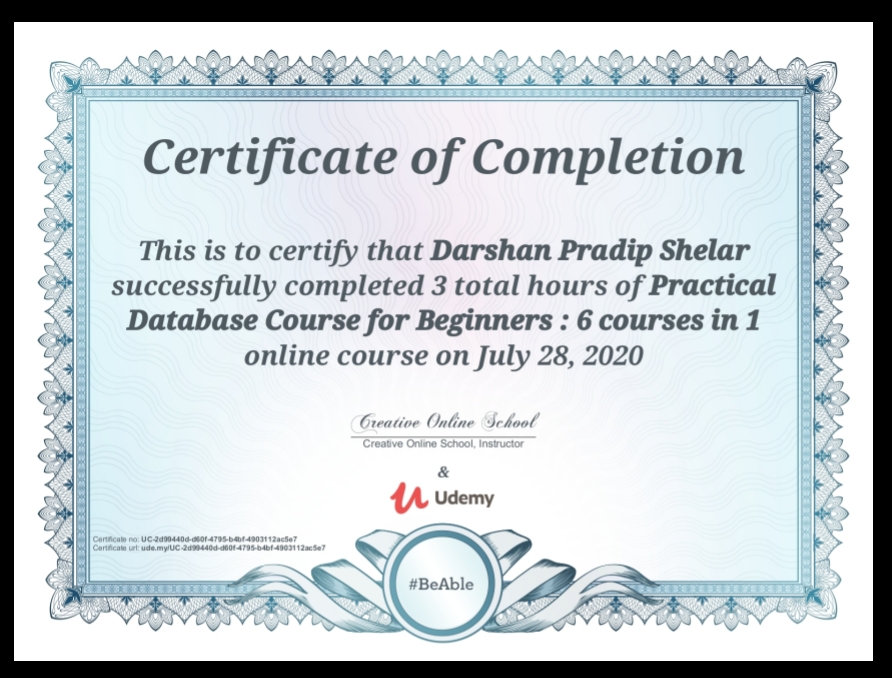 Certificate of Completion
This is to certify that Darshan Pradip Shelar
successfully completed 3 total hours of Practical
Database Course for Beginners : 6 courses in 1
online course on July 28, 2020
Creative Online School
Creative Online School, Instructor
&
Udemy
Certificate no: UC-2d99440d-d60f-4795-b4bf-4903112ac5e7
Certificate url: ude.my/UC-2d99440d-d60f-4795-b4bf-4903112ac5e7
#BeAble